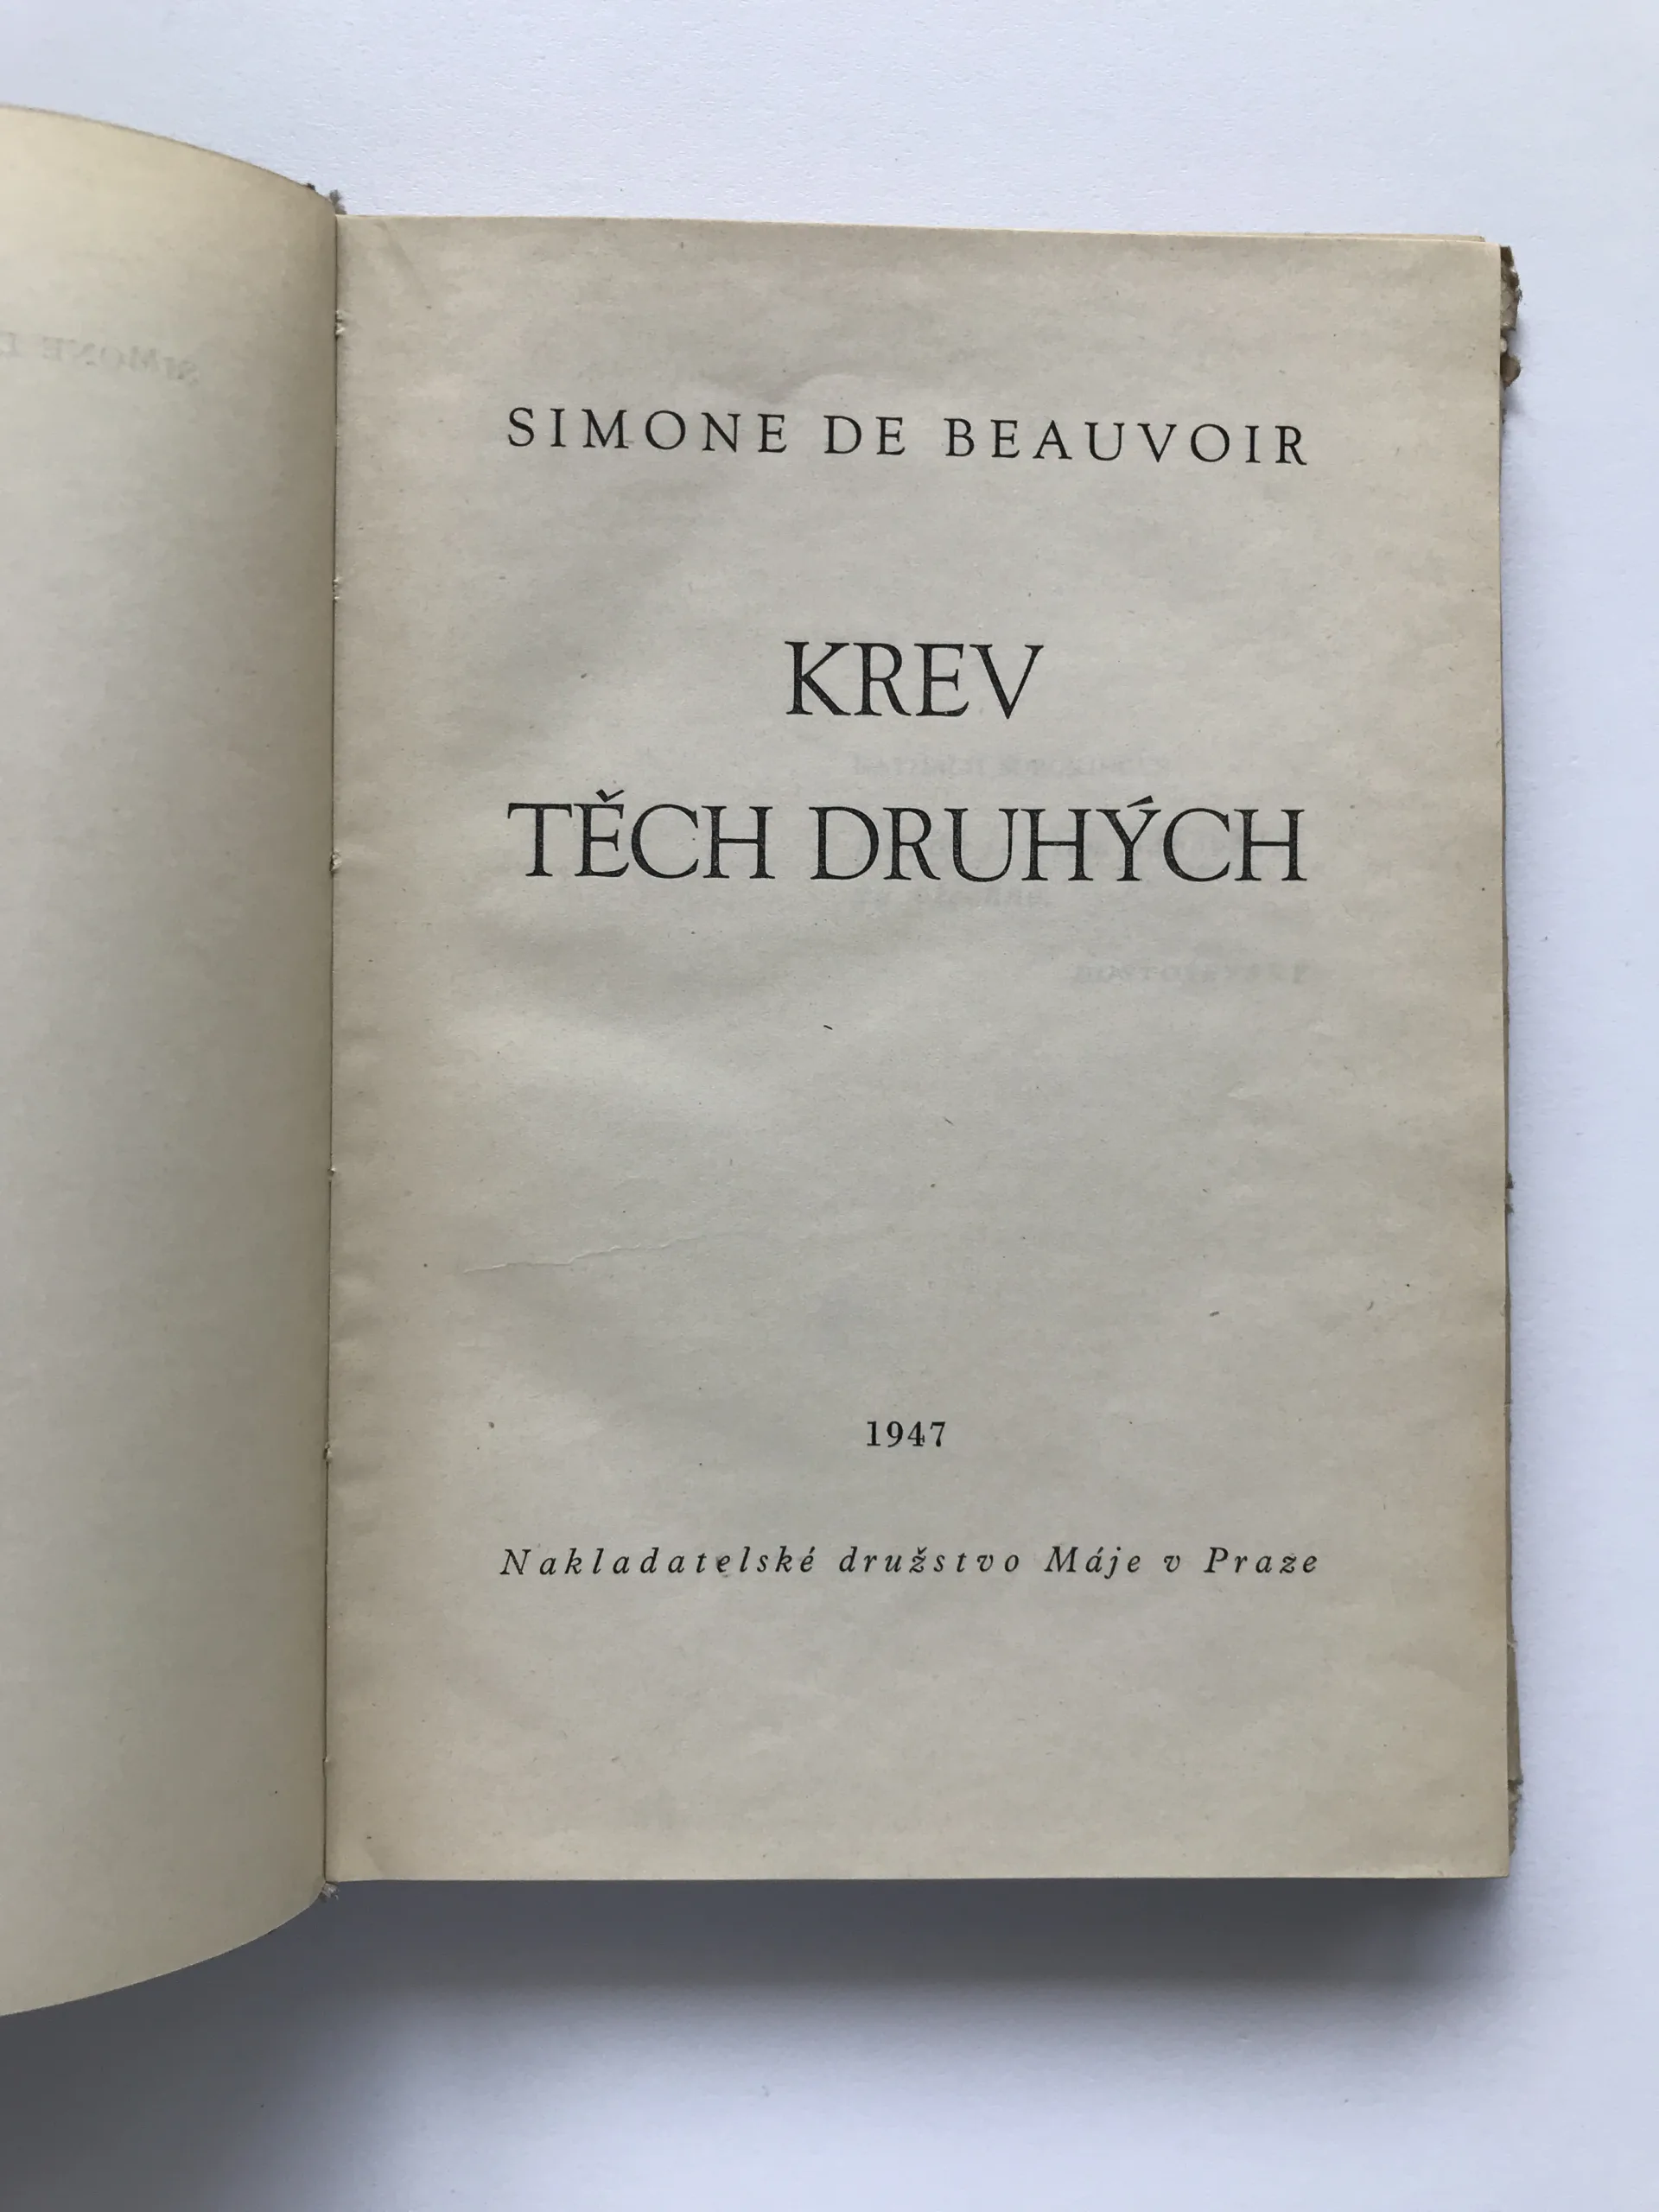 SIMONE DE BEAUVOIR
KREV
TĚCH DRUHÝCH
1947
Nakladatelské družstvo Máje v Praze